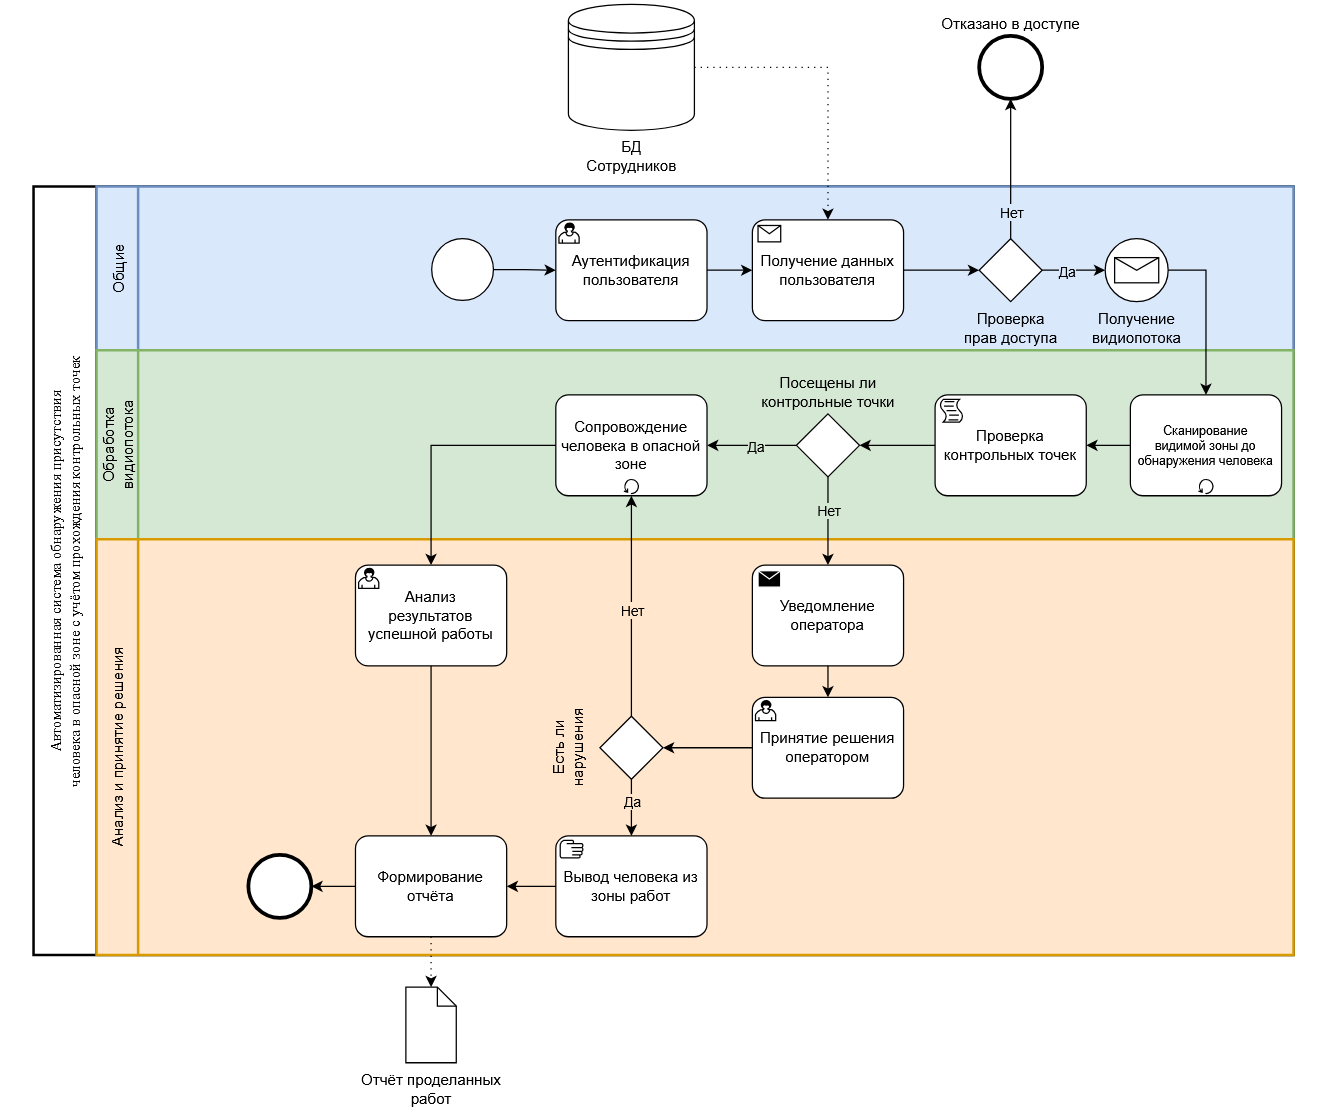 Отказано в доступе
БД
Сотрудников
Автоматизированная система обнаружения присутствия
человека в опасной зоне с учётом прохождения контрольных точек
Общие
Аутентификация
пользователя
Получение данных
пользователя
Нет
Да
Проверка
прав доступа
Получение
видиопотока
Обработка
видиопотока
Посещены ли
контрольные точки
Сопровождение
человека в опасной
зоне
Да
Проверка
контрольных точек
Сканирование
видимой зоны до
обнаружения человека
Нет
Анализ и принятие решения
Анализ
результатов
успешной работы
Нет
Уведомление
оператора
Есть ли
нарушения
Принятие решения
оператором
Да
Формирование
отчёта
Вывод человека из
зоны работ
Отчёт проделанных
работ